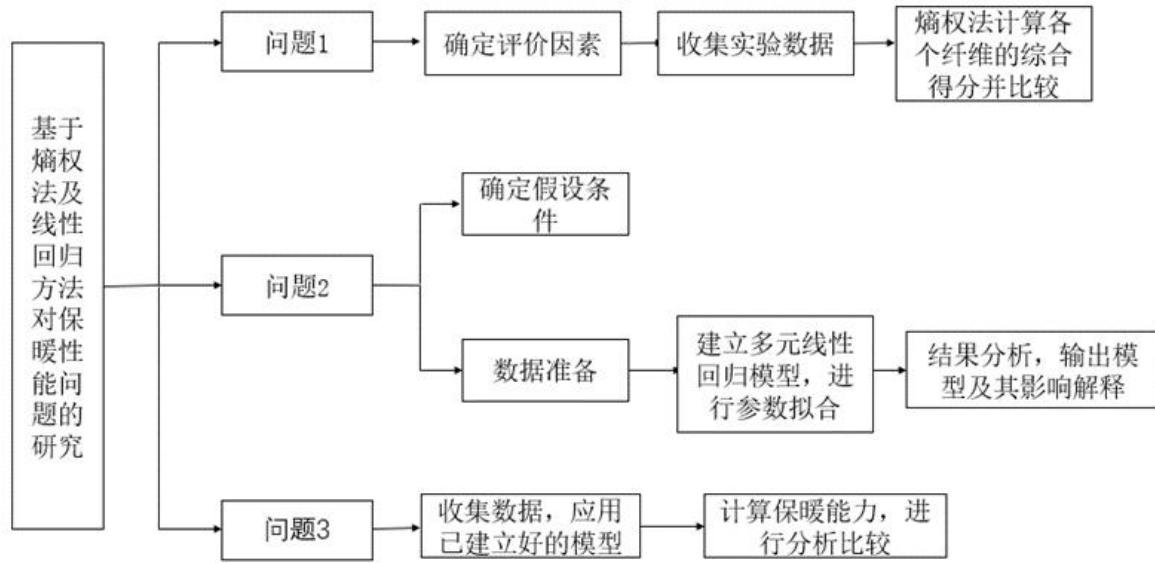 基于
熵权
法及
线性
回归
方法
对保
暖性
能问
题的
研究
问题1
确定评价因素
收集实验数据
熵权法计算各
个纤维的综合
得分并比较
问题2
确定假设条
件
数据准备
建立多元线性
回归模型，进
行参数拟合
结果分析，输出模
型及其影响解释
问题3
收集数据，应用
已建立好的模型
计算保暖能力，进
行分析比较